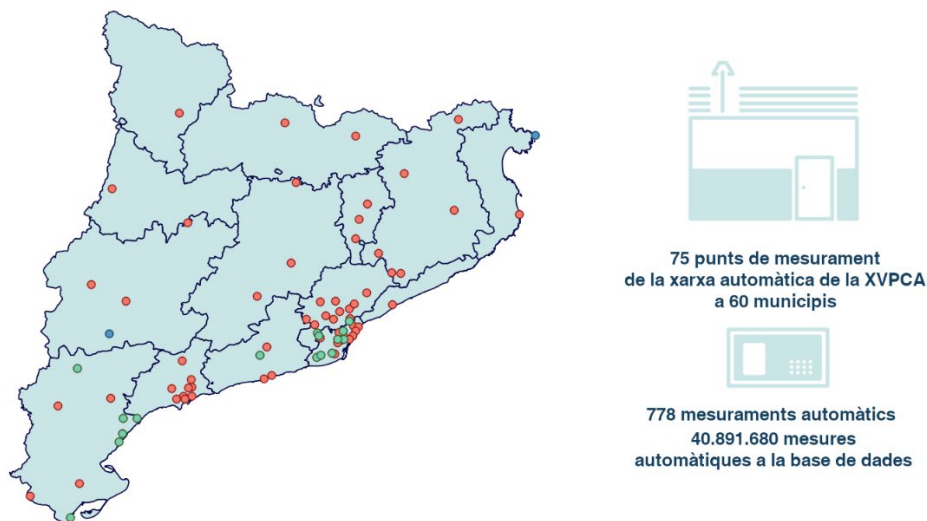 75 punts de mesurament
de la xarxa automàtica de la XVPCA
a 60 municipis
778 mesuraments automàtics
40.891.680 mesures
automàtiques a la base de dades